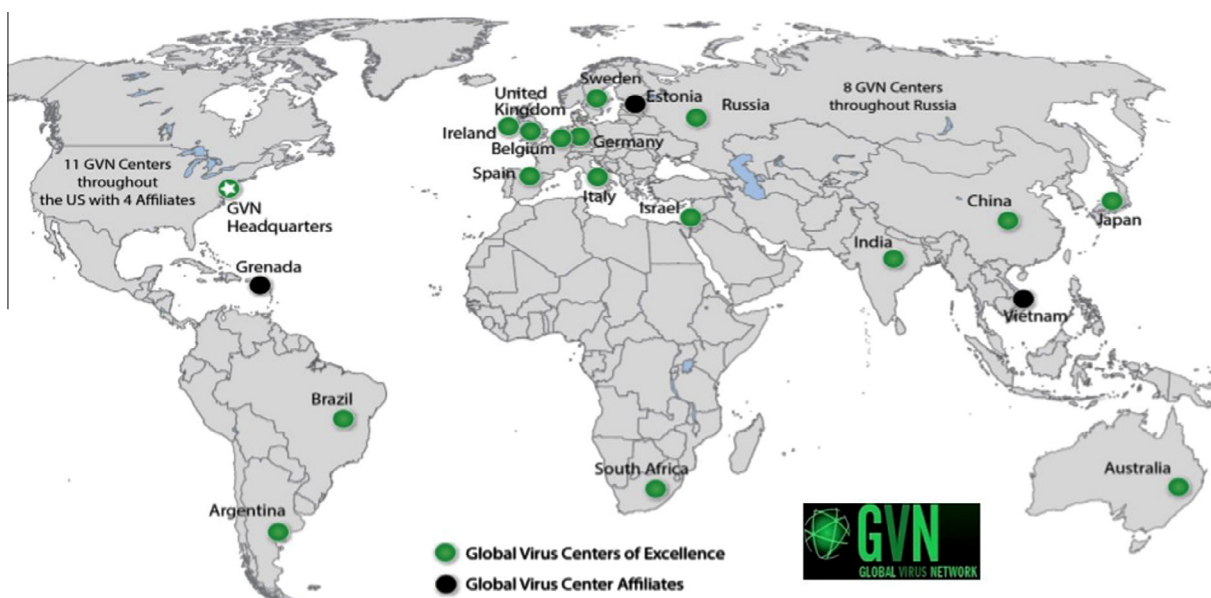 Sweden
United
Kingdom
Estonia
Russia
8 GVN Centers
throughout Russia
Ireland
Belgium
Germany
11 GVN Centers
throughout
the US with 4 Affiliates
Spain
Italy
GVN
Headquarters
Israel
China
Japan
India
Grenada
Vietnam
Brazil
South Africa
Australia
Argentina
Global Virus Centers of Excellence
Global Virus Center Affiliates
GVN
GLOBAL VIRUS NETWORK